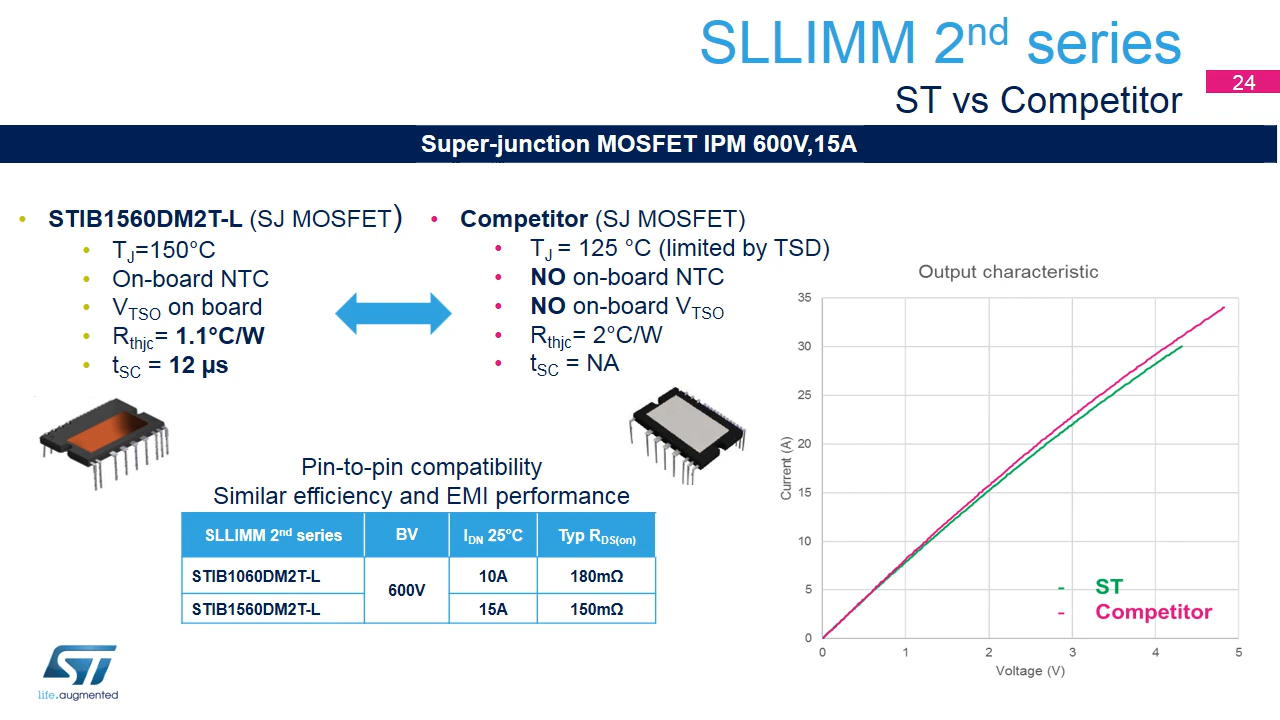 SLLIMM 2nd series
ST vs Competitor
24
Super-junction MOSFET IPM 600V,15A
• STIB1560DM2T-L (SJ MOSFET)
• TJ=150°C
• On-board NTC
• VTSO on board
• Rthjc= 1.1°C/W
• tSC = 12 µs
• Competitor (SJ MOSFET)
• TJ = 125 °C (limited by TSD)
• NO on-board NTC
• NO on-board VTSO
• Rthjc= 2°C/W
• tSC = NA
Pin-to-pin compatibility
Similar efficiency and EMI performance
SLLIMM 2nd series BV IDN 25°C Typ RDS(on)
STIB1060DM2T-L 600V 10A 180mΩ
STIB1560DM2T-L 15A 150mΩ
Output characteristic
Current (A)
35
30
25
20
15
10
5
0
0 1 2 3 4 5
Voltage (V)
- ST
- Competitor
ST
life.augmented